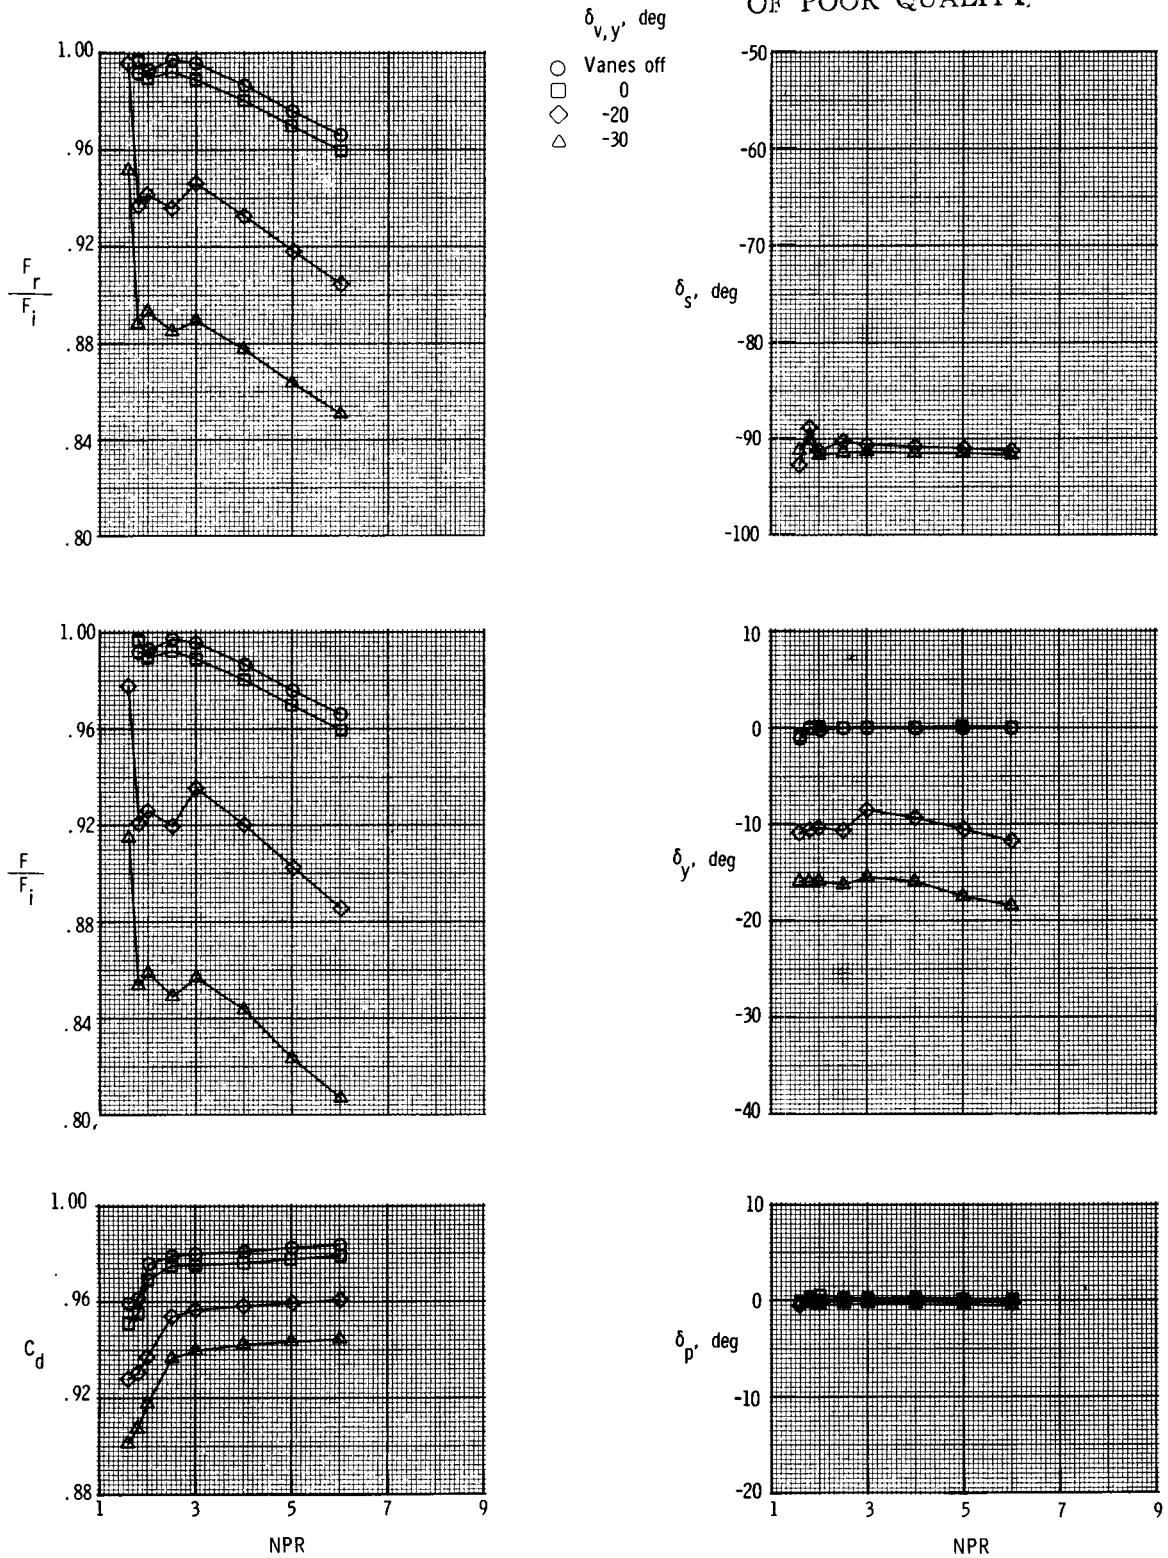 OF POOR QUALITY
δv,y, deg
Vanes off
0
-20
-30
1.00
.96
.92
.88
.84
.80
Fr
Fi
-50
-60
-70
-80
-90
-100
δs, deg
1.00
.96
.92
.88
.84
.80
F
Fi
10
0
-10
-20
-30
-40
δy, deg
1.00
.96
.92
.88
Cd
1 3 5 7 9
NPR
10
0
-10
-20
δp, deg
1 3 5 7 9
NPR